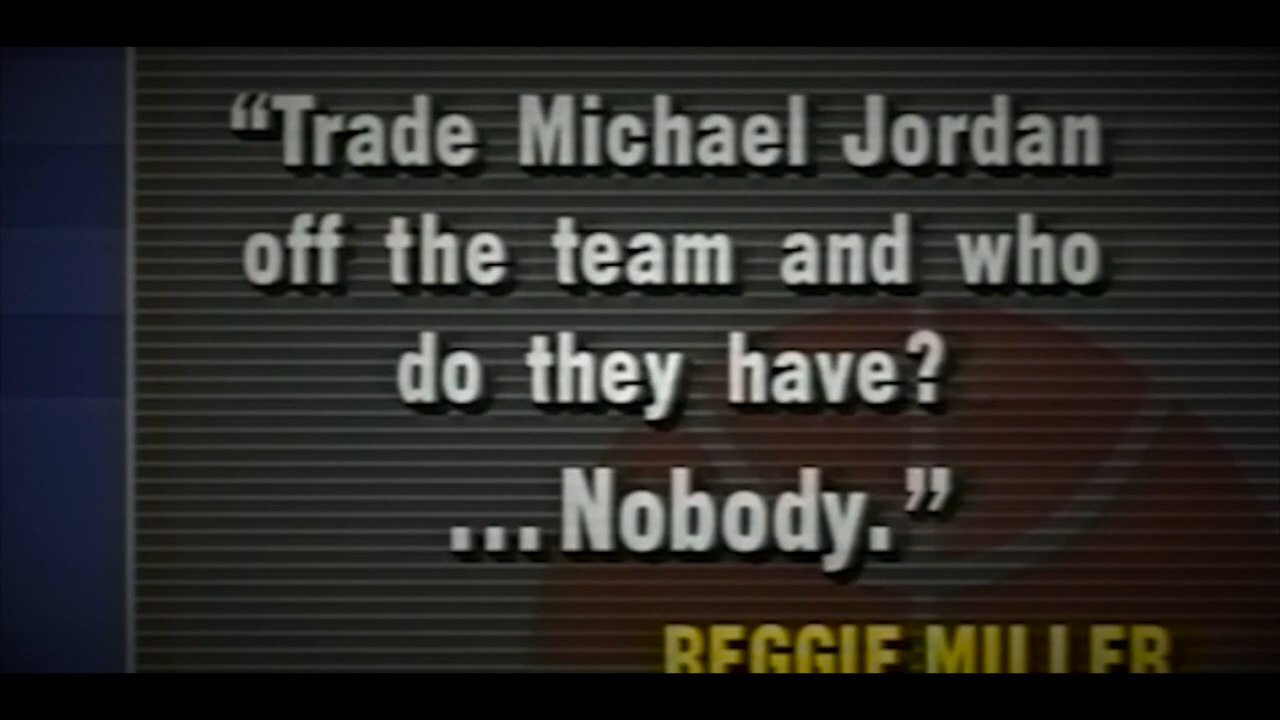 “Trade Michael Jordan
off the team and who
do they have?
...Nobody.”
REGGIE MILLER